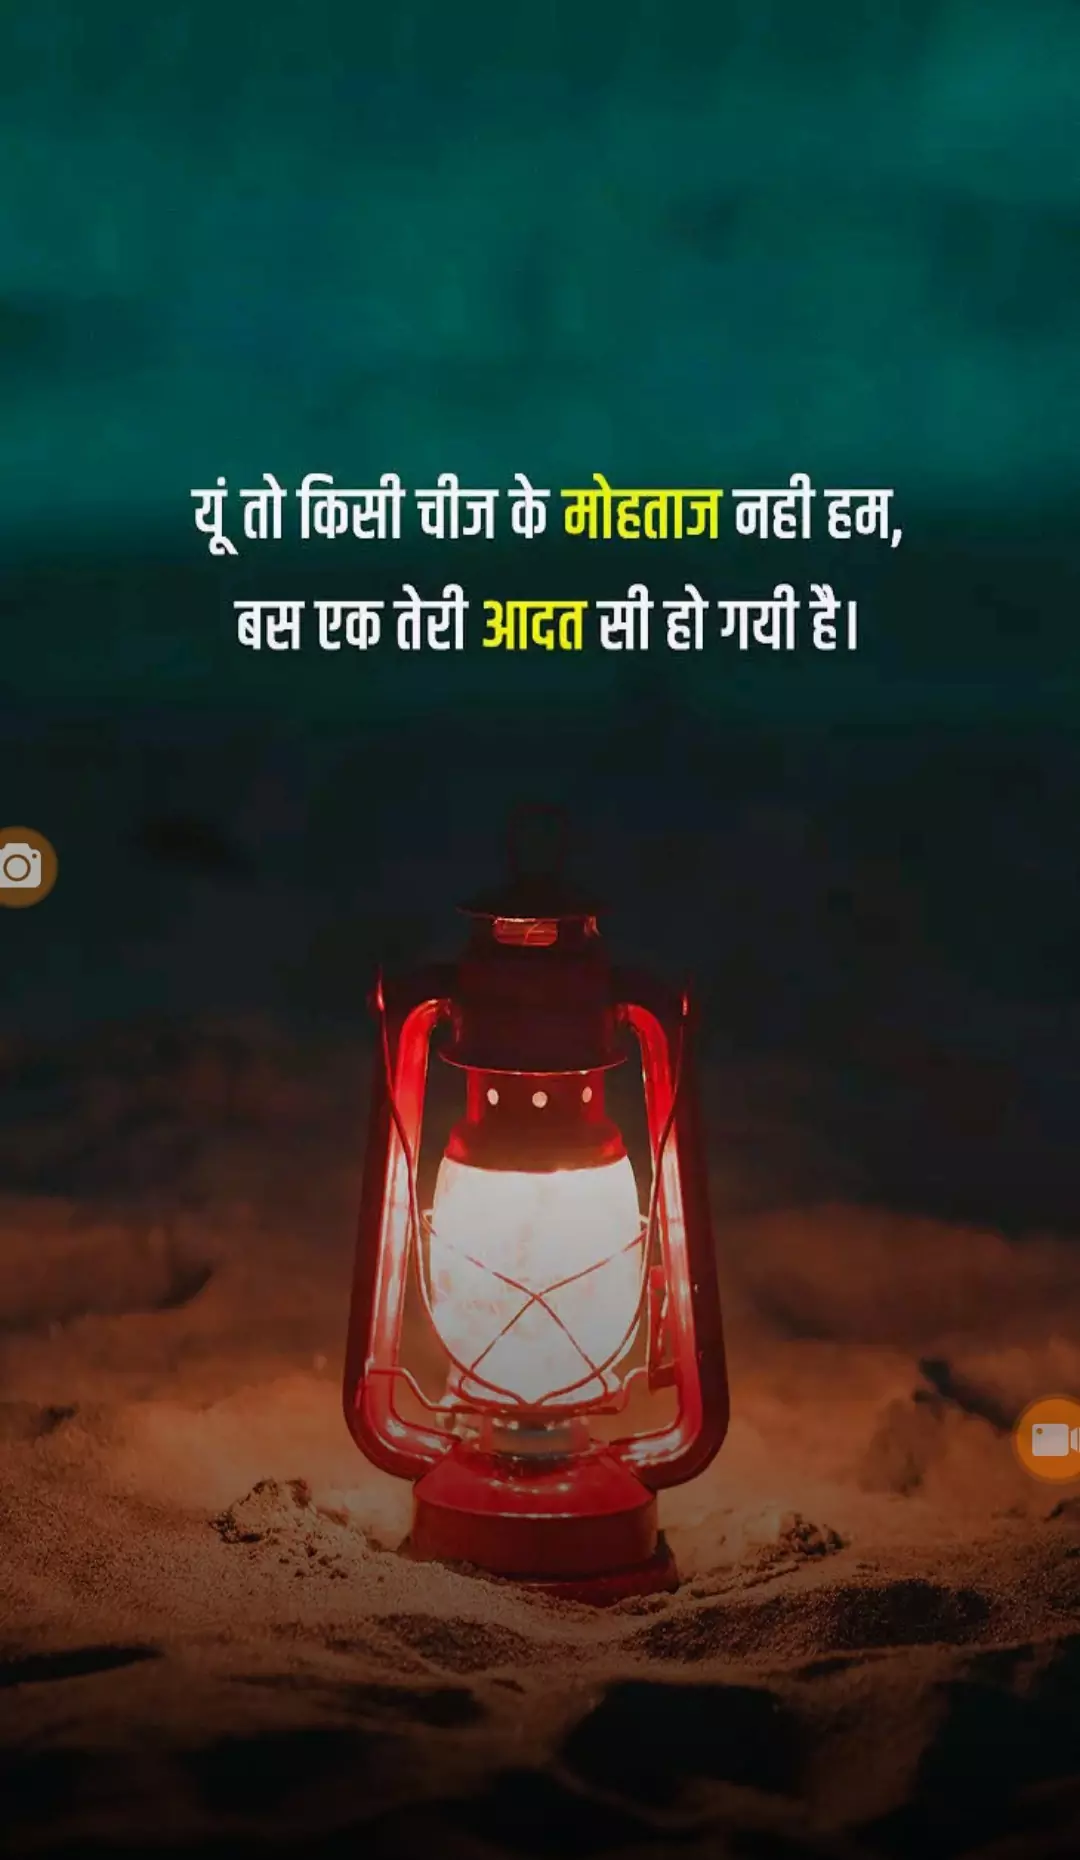 यूं तो किसी चीज के मोहताज नही हम,
बस एक तेरी आदत सी हो गयी है।